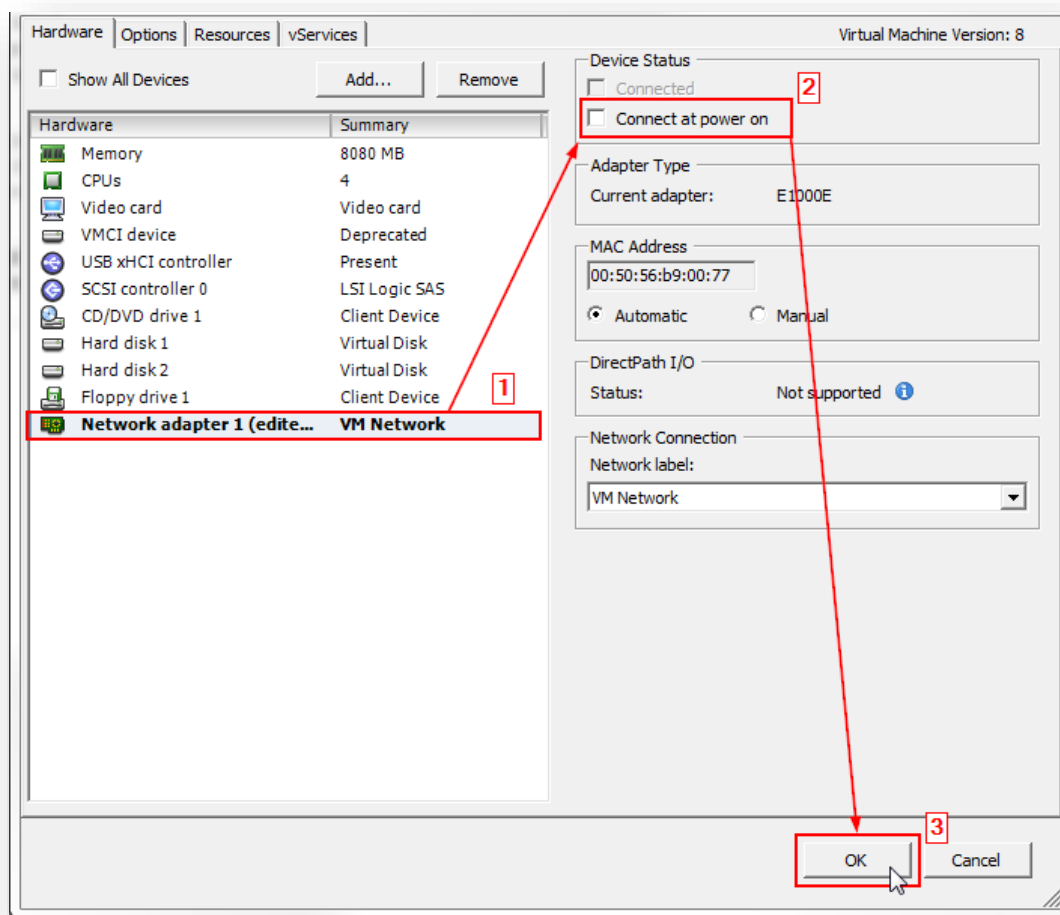 Hardware Options Resources vServices Virtual Machine Version: 8
Show All Devices Add... Remove
Hardware Summary
Memory 8080 MB
CPUs 4
Video card Video card
VMCI device Deprecated
USB xHCI controller Present
SCSI controller 0 LSI Logic SAS
CD/DVD drive 1 Client Device
Hard disk 1 Virtual Disk
Hard disk 2 Virtual Disk
Floppy drive 1 Client Device
1
Network adapter 1 (edite... VM Network
Device Status
Connected
2
Connect at power on
Adapter Type
Current adapter: E1000E
MAC Address
00:50:56:b9:00:77
Automatic Manual
DirectPath I/O
Status: Not supported
Network Connection
Network label:
VM Network
3
OK Cancel